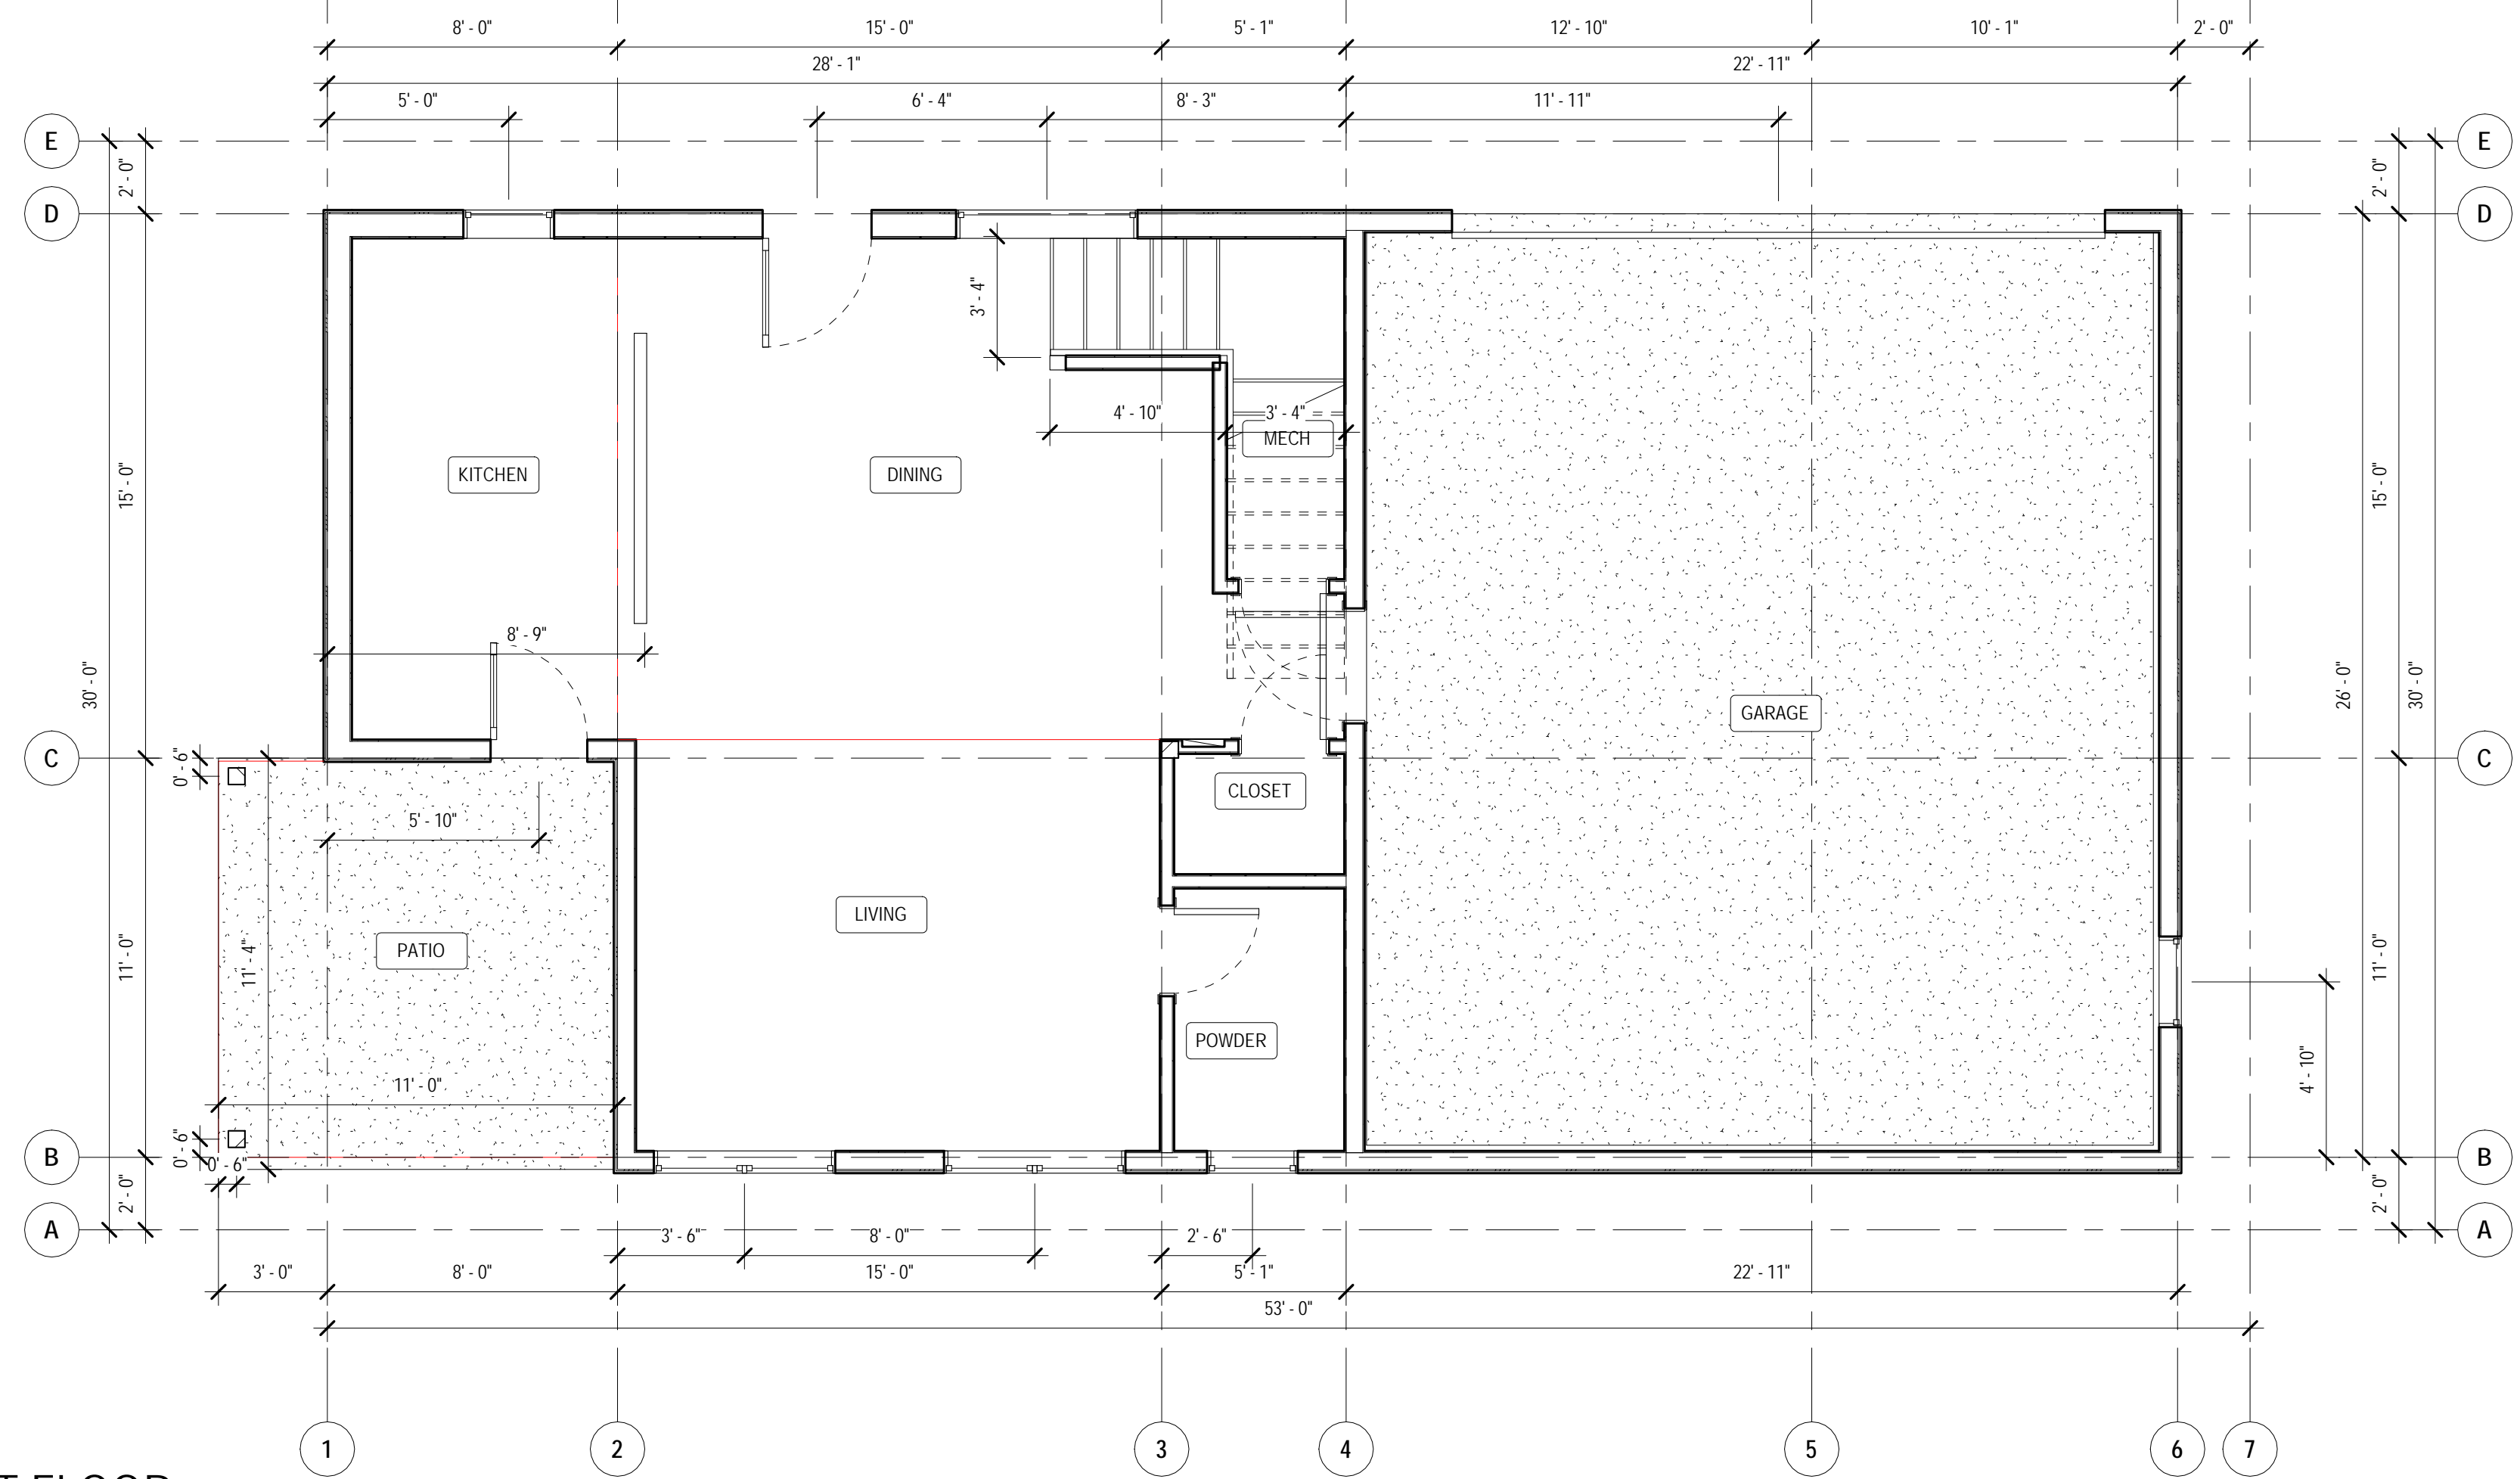 8' - 0" 15' - 0" 5' - 1" 12' - 10" 10' - 1" 2' - 0"
28' - 1" 22' - 11"
5' - 0" 6' - 4" 8' - 3" 11' - 11"
E E
2' - 0" 2' - 0"
D D
3' - 4"
4' - 10" 3' - 4"
MECH
KITCHEN DINING
15' - 0" 15' - 0"
8' - 9"
30' - 0" 26' - 0" 30' - 0"
GARAGE
C C
0' - 6"
CLOSET
5' - 10"
LIVING
PATIO
11' - 0" 11' - 4" 11' - 0"
POWDER
4' - 10"
11' - 0"
B B
0' - 6"
0' - 6"
2' - 0" 2' - 0"
A A
3' - 6" 8' - 0" 2' - 6"
3' - 0" 8' - 0" 15' - 0" 5' - 1" 22' - 11"
53' - 0"
1 2 3 4 5 6 7